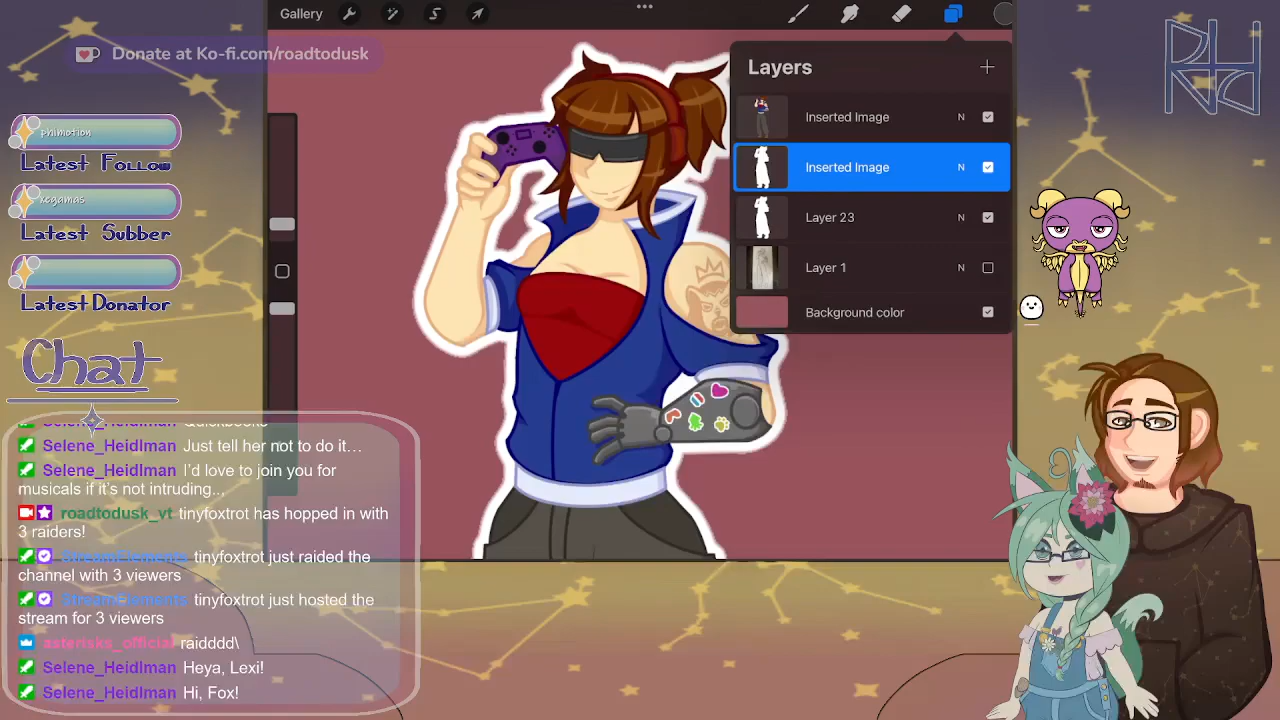 Gallery
Donate at Ko-fi.com/roadtodusk
Layers
Inserted Image N
Inserted Image N
Layer 23 N
Layer 1 N
Background color
phimotion
Latest Follow
xegamas
Latest Subber
Latest Donator
Chat
Selene_Heidlman Just tell her not to do it…
Selene_Heidlman I'd love to join you for
musicals if it's not intruding..,
roadtodusk_vt tinyfoxtrot has hopped in with
3 raiders!
StreamElements tinyfoxtrot just raided the
channel with 3 viewers
StreamElements tinyfoxtrot just hosted the
stream for 3 viewers
asterisks_official raidddd\
Selene_Heidlman Heya, Lexi!
Selene_Heidlman Hi, Fox!